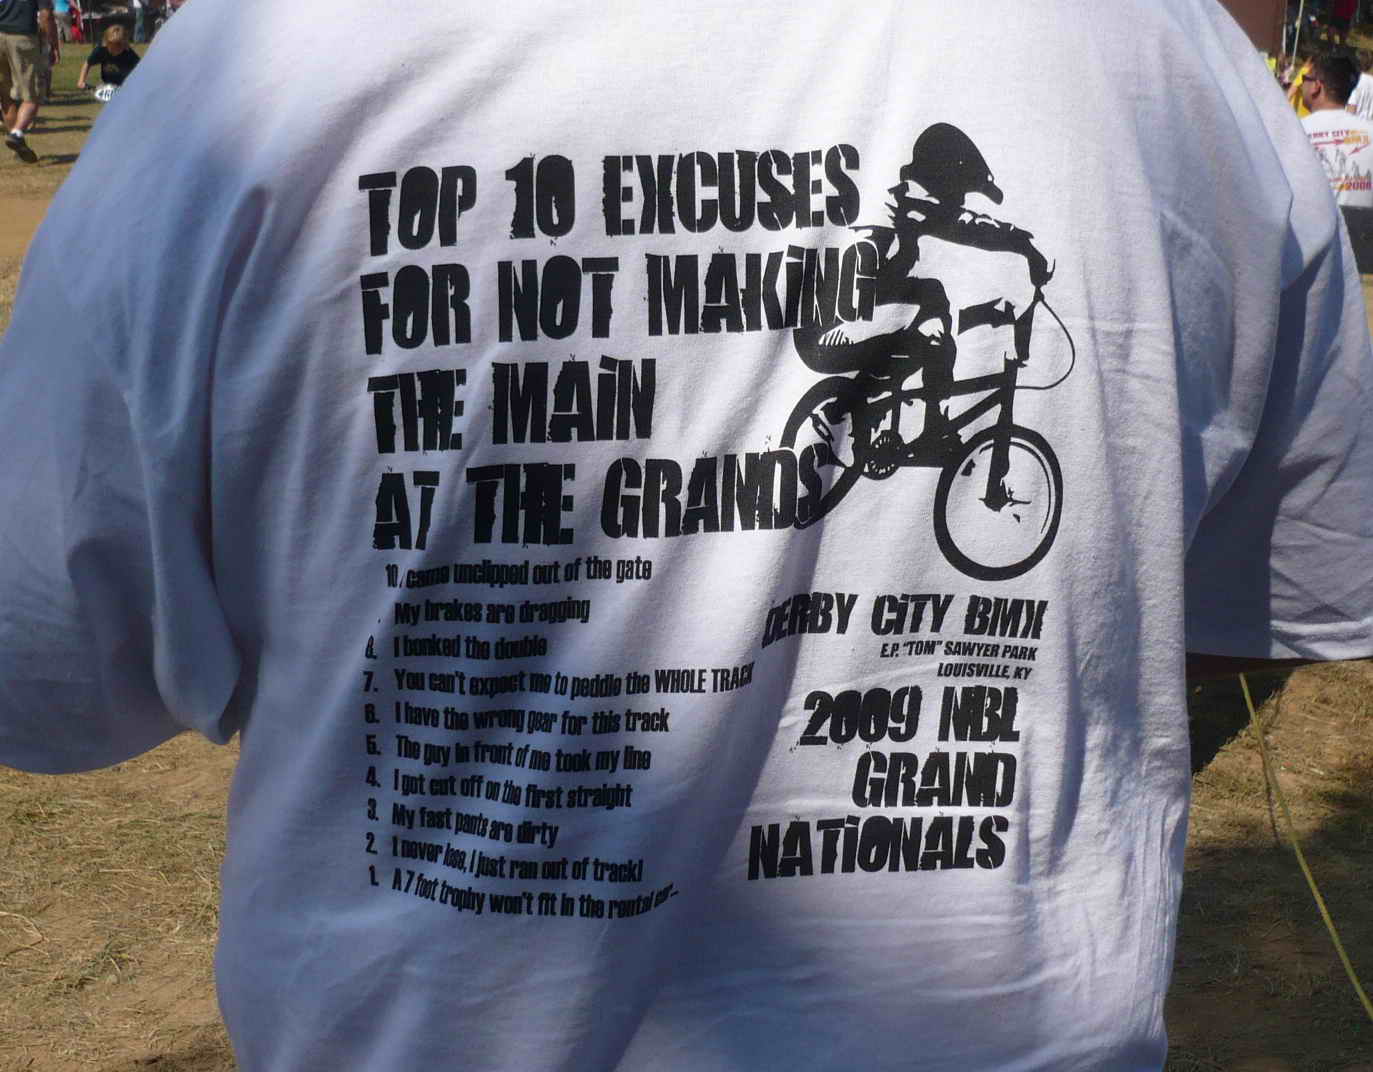 TOP 10 EXCUSES
FOR NOT MAKiNG
THE MAiN
AT THE GRANDS
10. came unclipped out of the gate
My brakes are dragging
8. I bonked the double
7. You can't expect me to peddle the WHOLE TRACK
6. I have the wrong gear for this track
5. The guy in front of me took my line
4. I got cut off on the first straight
3. My fast pants are dirty
2. I never lose, I just ran out of track!
1. A 7 foot trophy won't fit in the rental car...
DERBY CiTY BMX
E.P. "TOM" SAWYER PARK
LOUISVILLE, KY
2009 NBL
GRAND
NATiONALS
CITY
2008